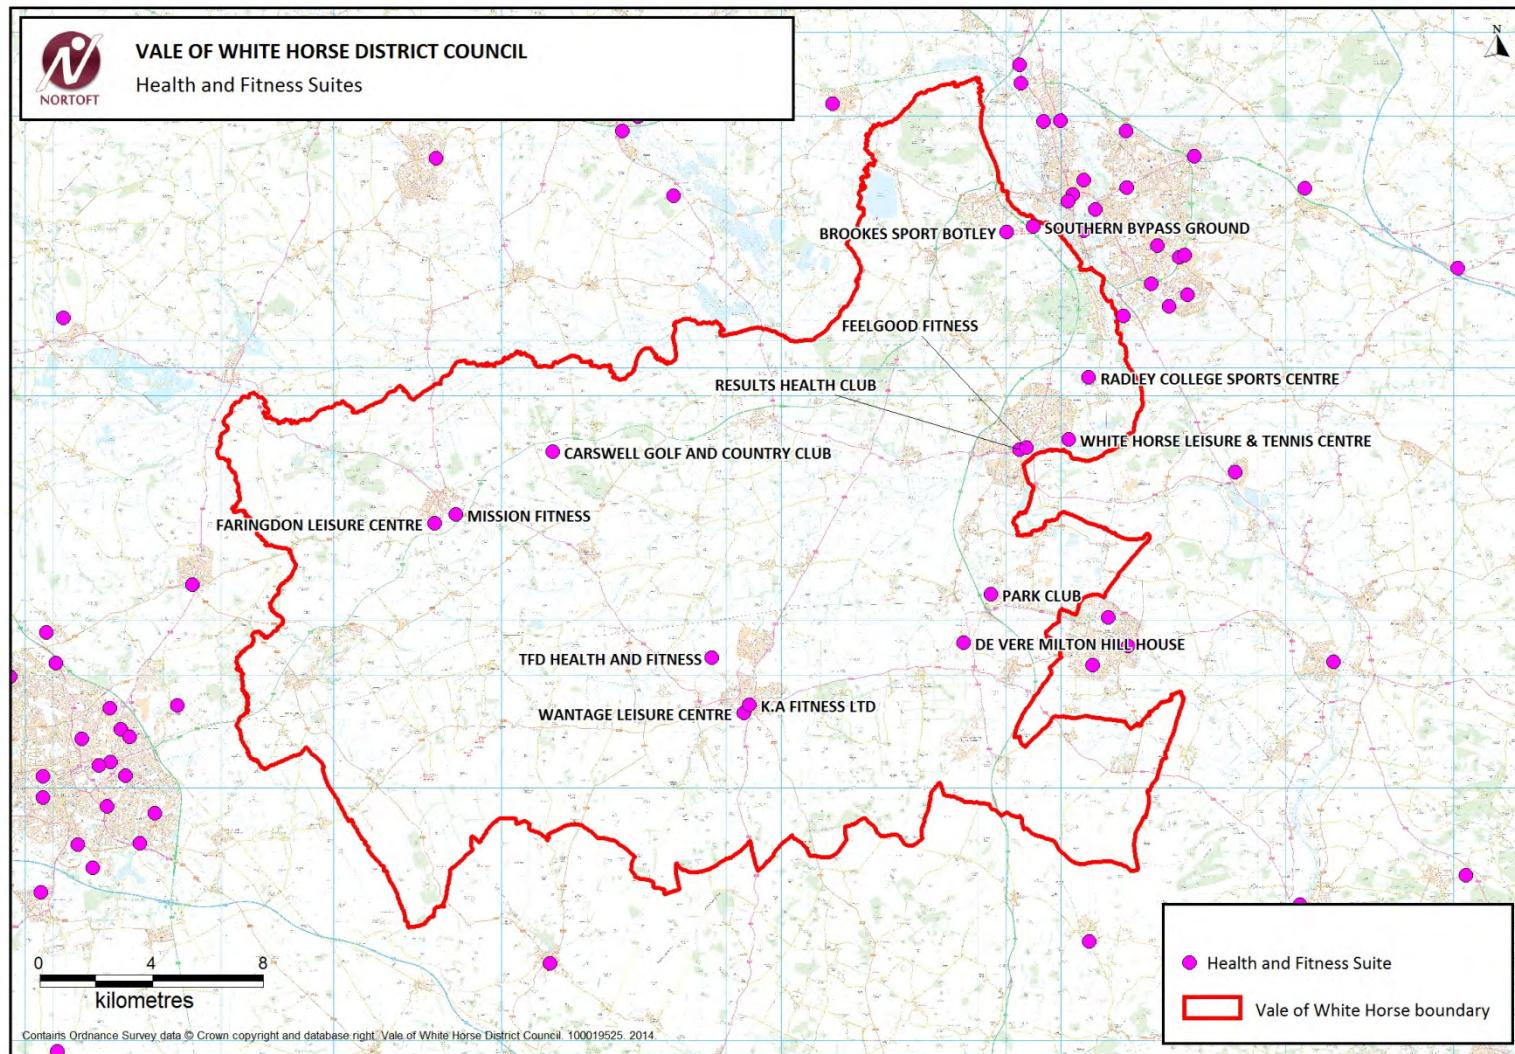 VALE OF WHITE HORSE DISTRICT COUNCIL
Health and Fitness Suites
NORTOFT
N
BROOKES SPORT BOTLEY
SOUTHERN BYPASS GROUND
FEELGOOD FITNESS
RESULTS HEALTH CLUB
RADLEY COLLEGE SPORTS CENTRE
WHITE HORSE LEISURE & TENNIS CENTRE
CARSWELL GOLF AND COUNTRY CLUB
MISSION FITNESS
FARINGDON LEISURE CENTRE
PARK CLUB
DE VERE MILTON HILL HOUSE
TFD HEALTH AND FITNESS
K.A FITNESS LTD
WANTAGE LEISURE CENTRE
0 4 8
kilometres
Health and Fitness Suite
Vale of White Horse boundary
Contains Ordnance Survey data © Crown copyright and database right. Vale of White Horse District Council. 100019525. 2014.